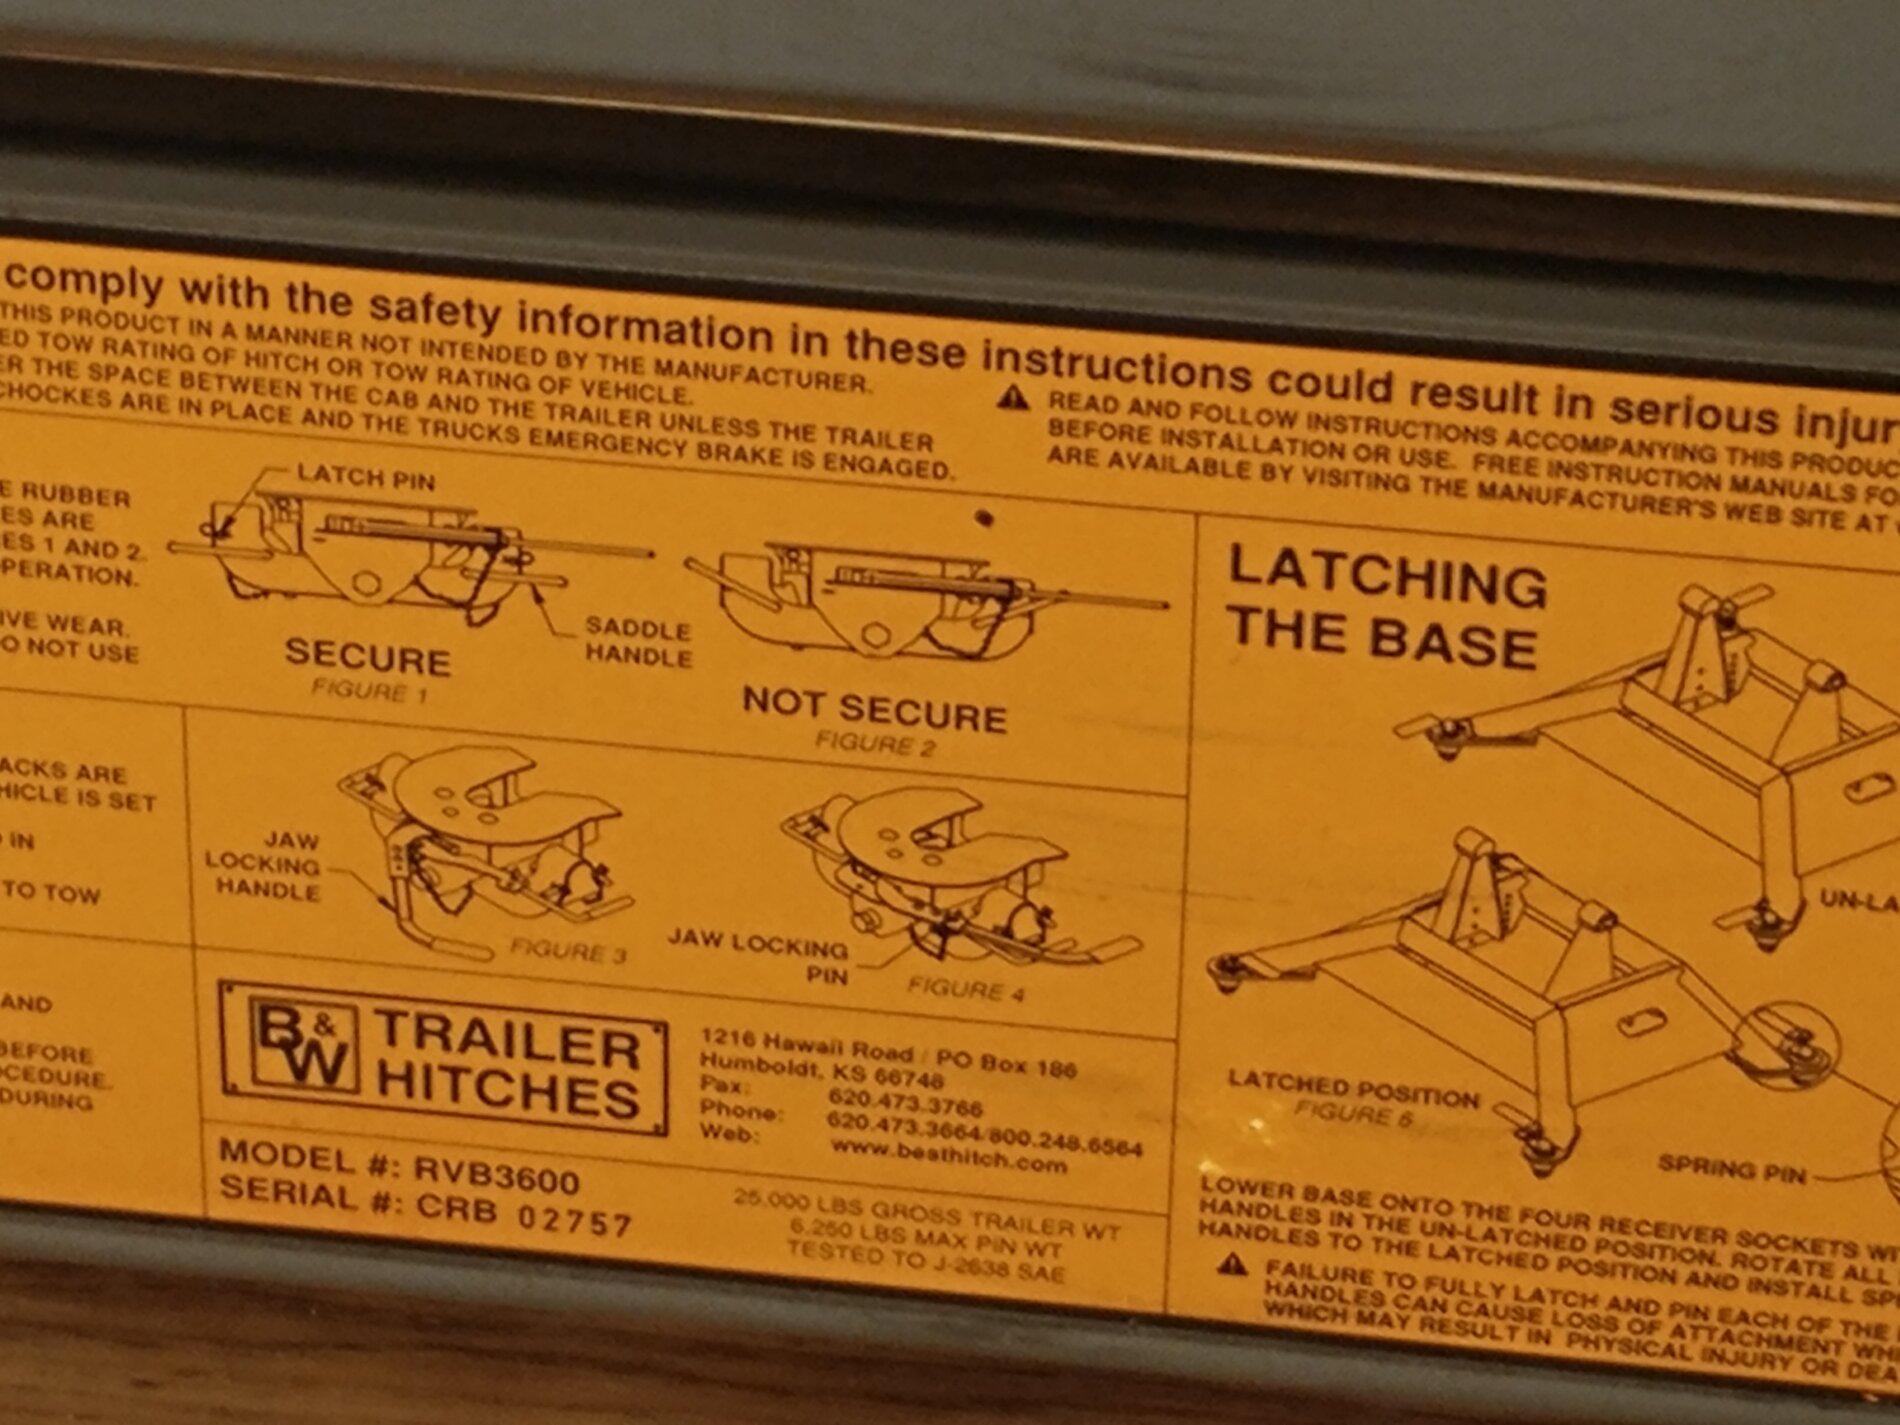 comply with the safety information in these instructions could result in serious injur
THIS PRODUCT IN A MANNER NOT INTENDED BY THE MANUFACTURER.
ED TOW RATING OF HITCH OR TOW RATING OF VEHICLE.
ER THE SPACE BETWEEN THE CAB AND THE TRAILER UNLESS THE TRAILER
CHOCKES ARE IN PLACE AND THE TRUCKS EMERGENCY BRAKE IS ENGAGED.
READ AND FOLLOW INSTRUCTIONS ACCOMPANYING THIS PRODUC
BEFORE INSTALLATION OR USE. FREE INSTRUCTION MANUALS FO
ARE AVAILABLE BY VISITING THE MANUFACTURER'S WEB SITE AT
E RUBBER
ES ARE
ES 1 AND 2.
PERATION.
IVE WEAR.
O NOT USE
LATCH PIN
SADDLE
HANDLE
SECURE
FIGURE 1
NOT SECURE
FIGURE 2
ACKS ARE
HICLE IS SET
IN
TO TOW
JAW
LOCKING
HANDLE
FIGURE 3
JAW LOCKING
PIN
FIGURE 4
AND
BEFORE
OCEDURE.
DURING
B&W TRAILER
HITCHES
1216 Hawaii Road / PO Box 186
Humboldt, KS 66748
Fax: 620.473.3766
Phone: 620.473.3664/800.248.6564
Web: www.beathitch.com
MODEL #: RVB3600
SERIAL #: CRB 02757
25,000 LBS GROSS TRAILER WT
6,250 LBS MAX PIN WT
TESTED TO J-2638 SAE
LATCHING
THE BASE
UN-LA
LATCHED POSITION
FIGURE 6
SPRING PIN
LOWER BASE ONTO THE FOUR RECEIVER SOCKETS WI
HANDLES IN THE UN-LATCHED POSITION. ROTATE ALL
HANDLES TO THE LATCHED POSITION AND INSTALL SP
FAILURE TO FULLY LATCH AND PIN EACH OF THE
HANDLES CAN CAUSE LOSS OF ATTACHMENT WHI
WHICH MAY RESULT IN PHYSICAL INJURY OR DEA